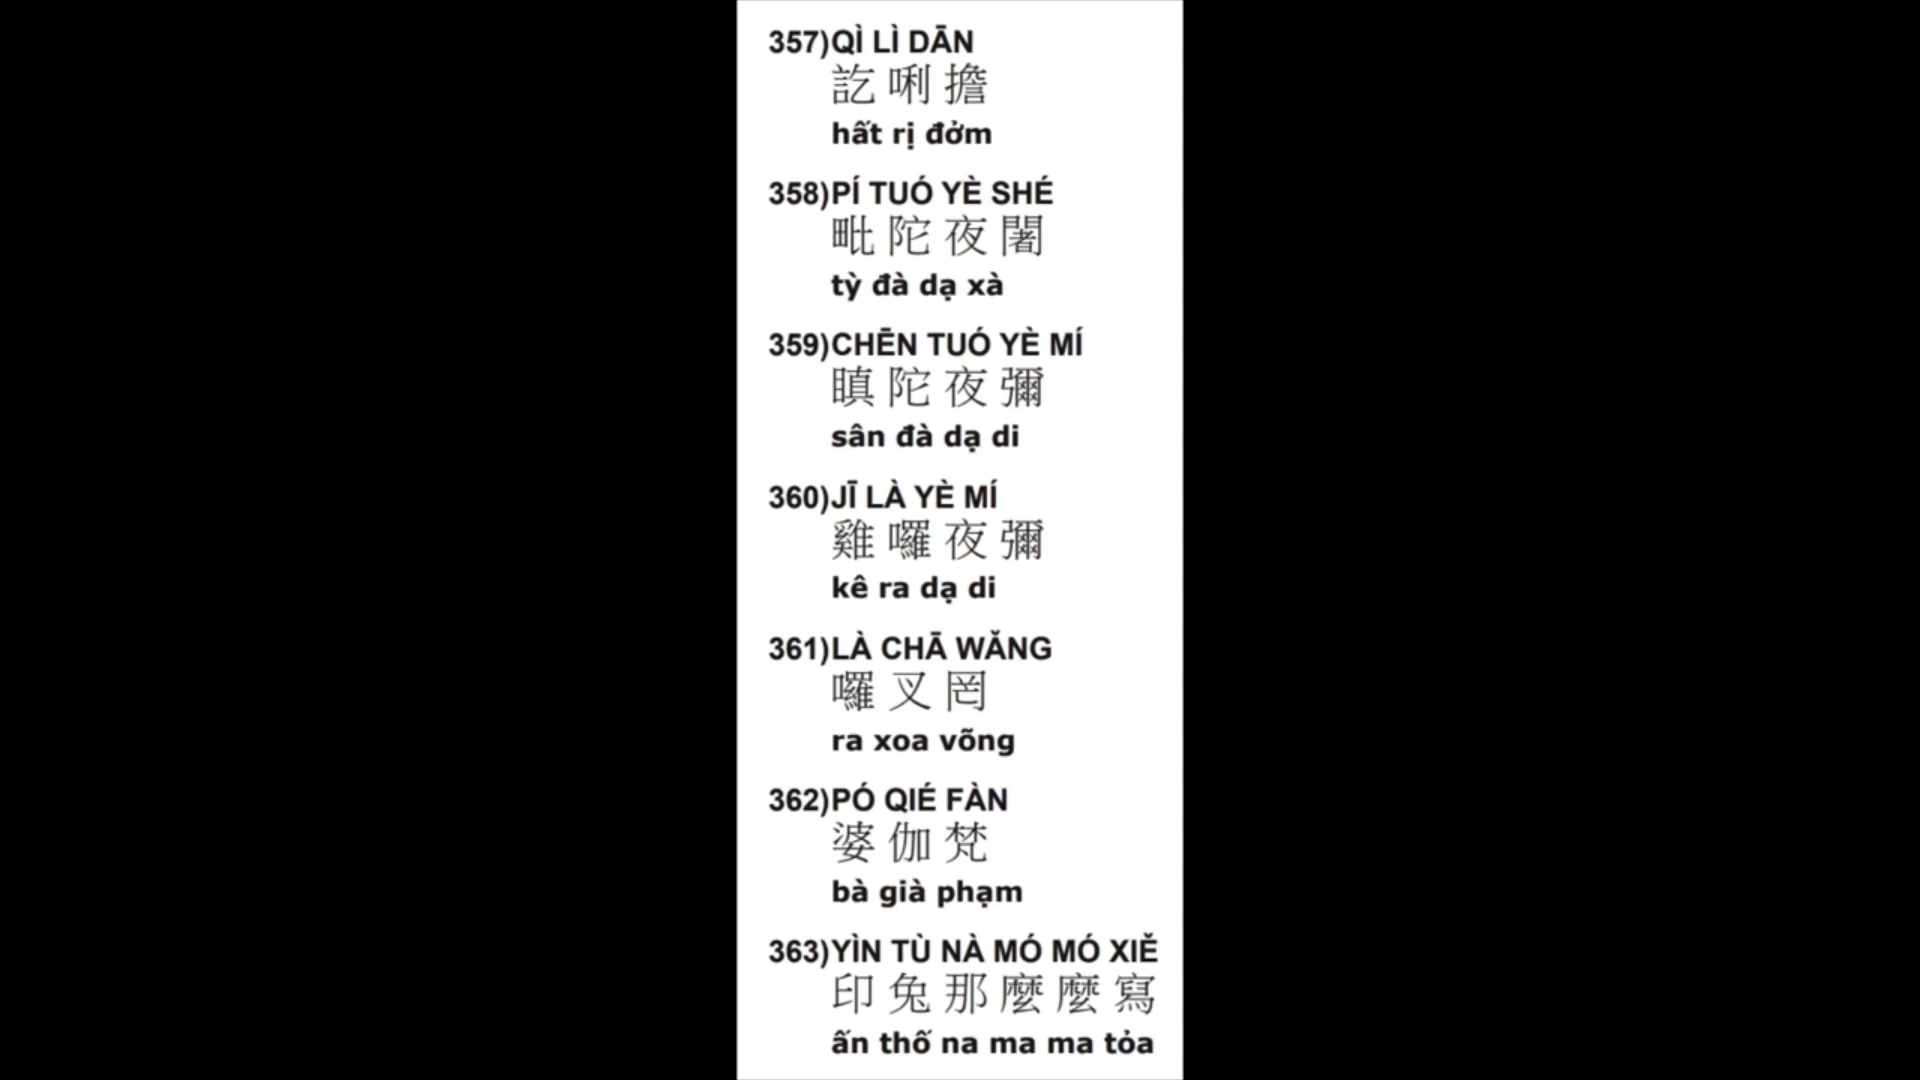 357)QÌ LÌ DĀN
訖 唎 擔
hất rị đởm
358)PÍ TUÓ YÈ SHÉ
毗 陀 夜 闍
tỳ đà dạ xà
359)CHĒN TUÓ YÈ MÍ
瞋 陀 夜 彌
sân đà dạ di
360)JĪ LÀ YÈ MÍ
雞 囉 夜 彌
kê ra dạ di
361)LÀ CHĀ WǍNG
囉 叉 罔
ra xoa võng
362)PÓ QIÉ FÀN
婆 伽 梵
bà già phạm
363)YÌN TÙ NÀ MÓ MÓ XIĚ
印 兔 那 麼 麼 寫
ấn thố na ma ma tỏa